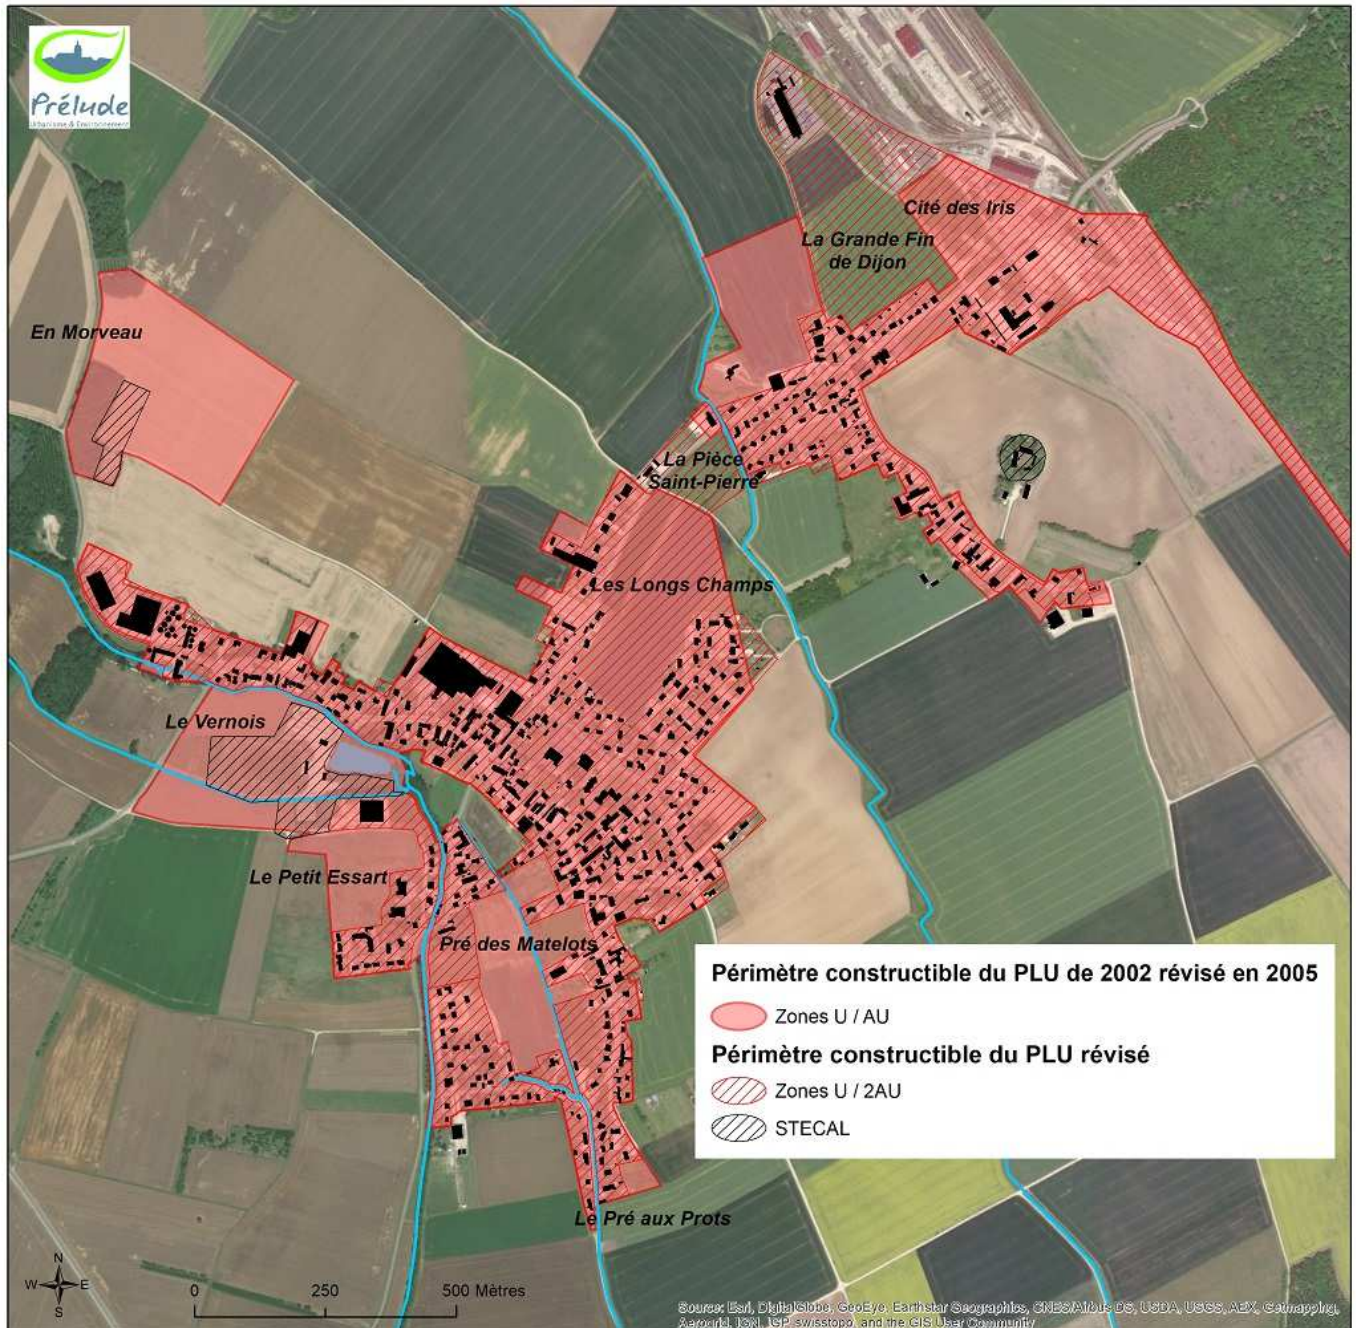 Prélude
Urbanisme & Environnement
Cité des Iris
La Grande Fin
de Dijon
En Morveau
La Pièce
Saint-Pierre
Les Longs Champs
Le Vernois
Le Petit Essart
Pré des Matelots
Périmètre constructible du PLU de 2002 révisé en 2005
Zones U / AU
Périmètre constructible du PLU révisé
Zones U / 2AU
STECAL
Le Pré aux Prots
N
W E
S
0 250 500 Mètres
Source: Esri, DigitalGlobe, GeoEye, Earthstar Geographics, CNES/Airbus DS, USDA, USGS, AEX, Getmapping,
Aerogrid, IGN, IGP, swisstopo, and the GIS User Community